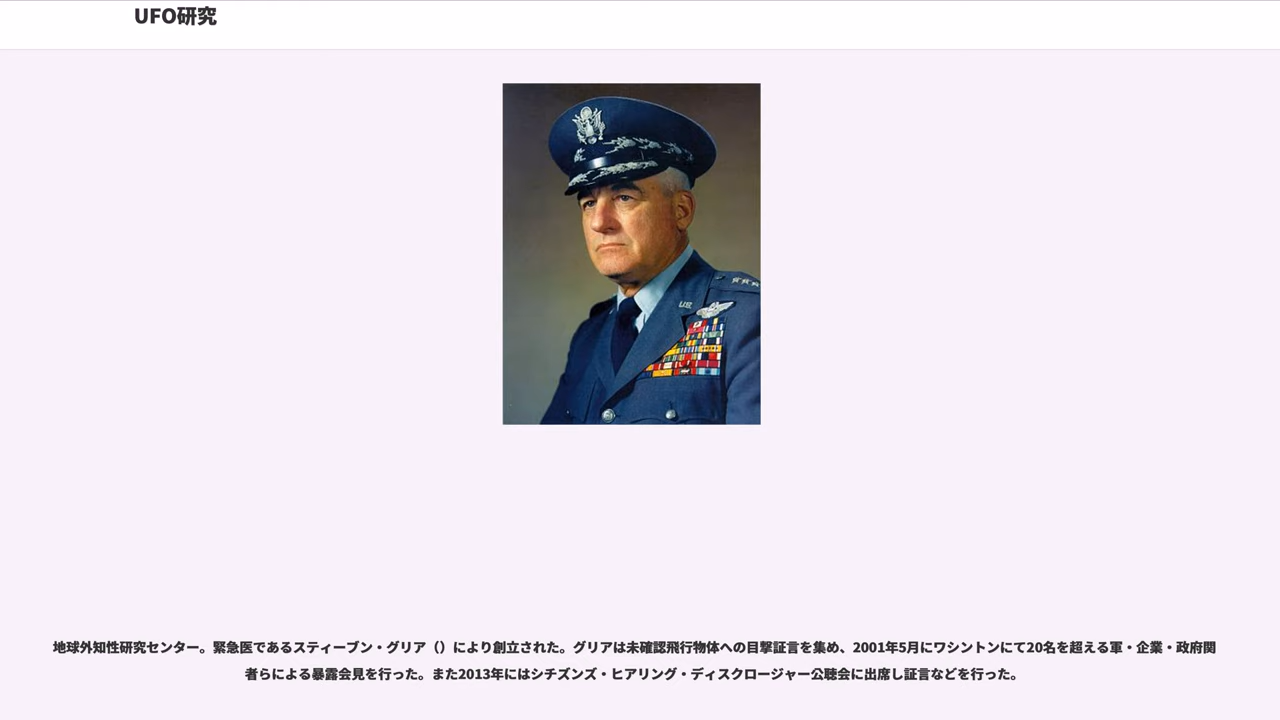 UFO研究
U.S.
地球外知性研究センター。緊急医であるスティーブン・グリア（）により創立された。グリアは未確認飛行物体への目撃証言を集め、2001年5月にワシントンにて20名を超える軍・企業・政府関
者らによる暴露会見を行った。また2013年にはシチズンズ・ヒアリング・ディスクロージャー公聴会に出席し証言などを行った。